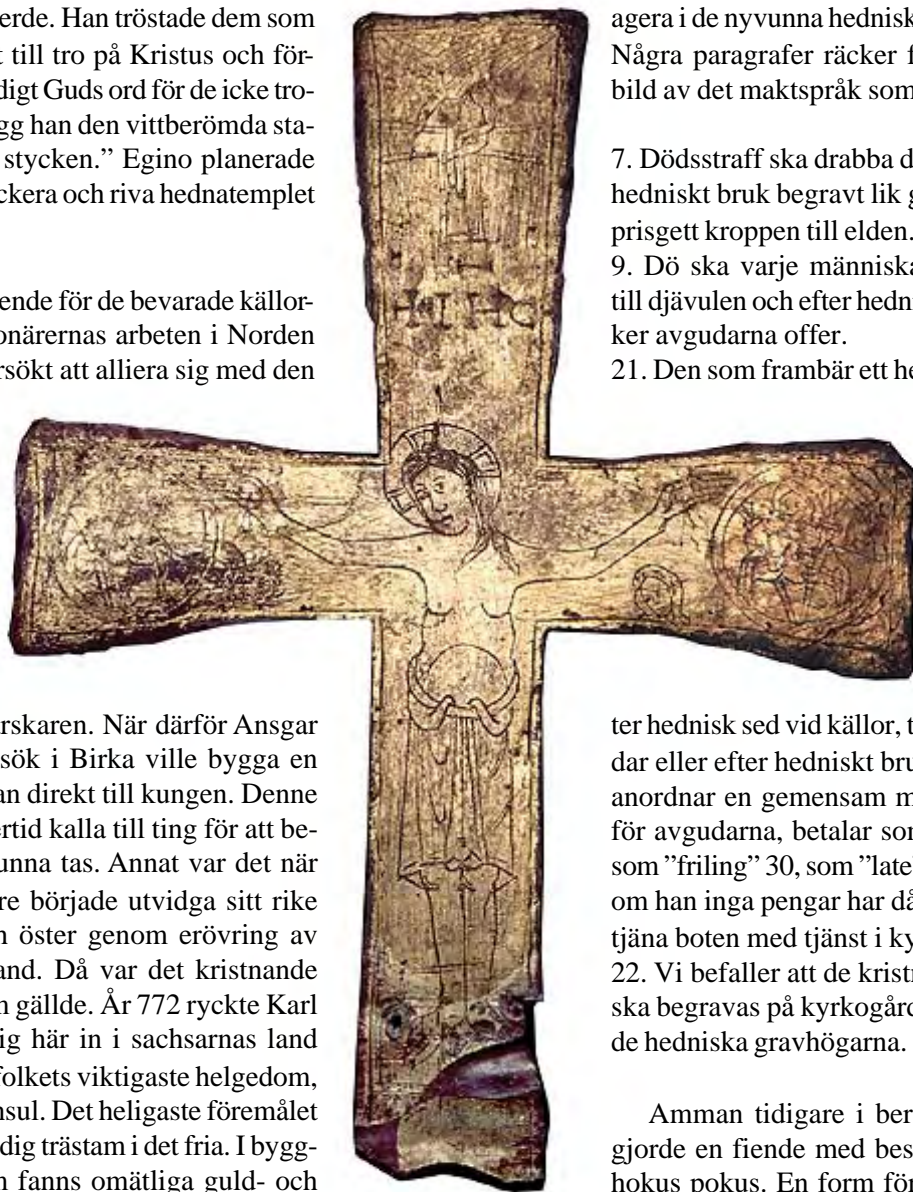 erde. Han tröstade dem som
till tro på Kristus och för-
digt Guds ord för de icke tro-
gg han den vittberömda sta-
stycken.” Egino planerade
ckera och riva hednatemplet
ende för de bevarade källor-
onärernas arbeten i Norden
rsökt att alliera sig med den
rskaren. När därför Ansgar
sök i Birka ville bygga en
an direkt till kungen. Denne
ertid kalla till ting för att be-
unna tas. Annat var det när
re började utvidga sitt rike
n öster genom erövring av
and. Då var det kristnande
n gällde. År 772 ryckte Karl
ig här in i sachsarnas land
folkets viktigaste helgedom,
nsul. Det heligaste föremålet
dig trästam i det fria. I bygg-
n fanns omätliga guld- och
agera i de nyvunna hednisk
Några paragrafer räcker f
bild av det maktspråk som
7. Dödsstraff ska drabba d
hedniskt bruk begravt lik g
prisgett kroppen till elden.
9. Dö ska varje människa
till djävulen och efter hedni
ker avgudarna offer.
21. Den som frambär ett he
ter hednisk sed vid källor, t
dar eller efter hedniskt bru
anordnar en gemensam m
för avgudarna, betalar som
som ”friling” 30, som ”late”
om han inga pengar har då
tjäna boten med tjänst i ky
22. Vi befaller att de kristn
ska begravas på kyrkogård
de hedniska gravhögarna.
Amman tidigare i ber
gjorde en fiende med bes
hokus pokus. En form för